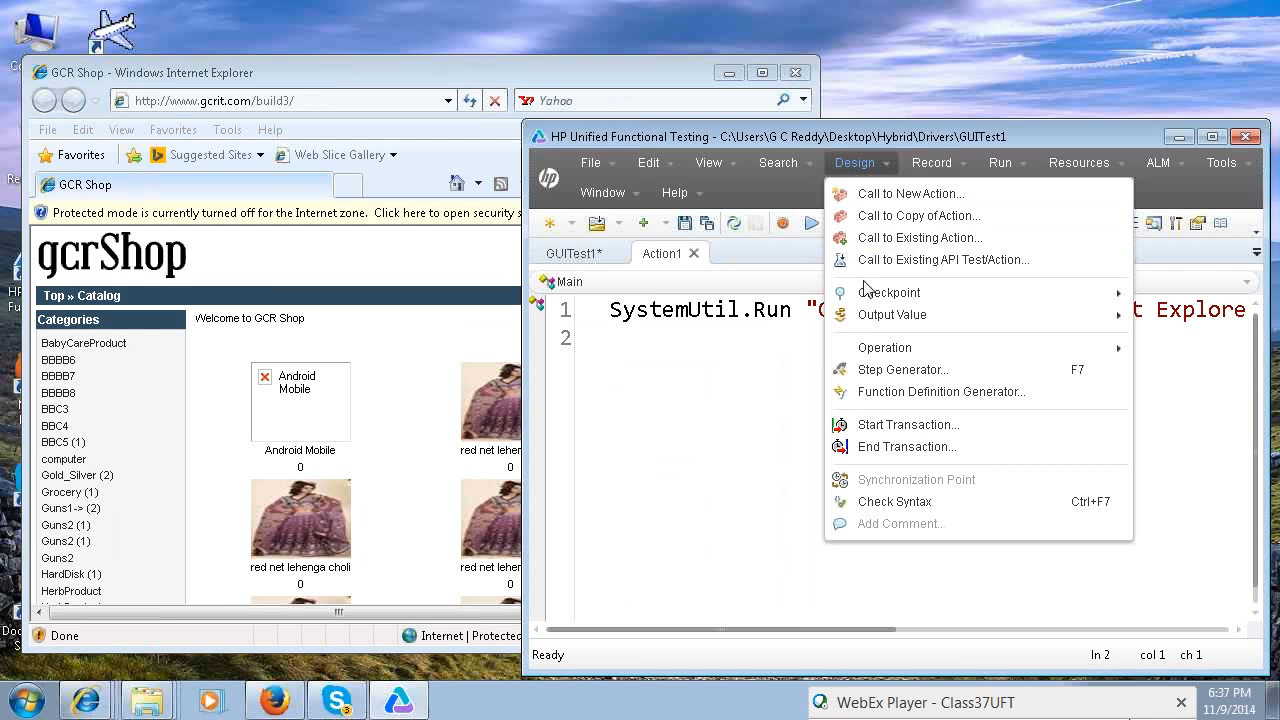 GCR Shop - Windows Internet Explorer
http://www.gcrit.com/build3/
Yahoo
File Edit View Favorites Tools Help
Favorites Suggested Sites Web Slice Gallery
GCR Shop
Protected mode is currently turned off for the Internet zone. Click here to open security s
gcrShop
Top » Catalog
Categories
BabyCareProduct
BBBB6
BBBB7
BBBB8
BBC3
BBC4
BBC5 (1)
computer
Gold_Silver (2)
Grocery (1)
Guns1-> (2)
Guns2 (1)
Guns2 (1)
Guns2
HardDisk (1)
HerbProduct
Welcome to GCR Shop
Android
Mobile
Android Mobile
0
red net lehenga
0
red net lehenga choli
0
red net lehenga
0
Done
Internet | Protected
HP Unified Functional Testing - C:\Users\G C Reddy\Desktop\Hybrid\Drivers\GUITest1
hp
File Edit View Search Design Record Run Resources ALM Tools
Window Help
GUITest1*
Action1
Main
1 SystemUtil.Run "
t Explore
2
Call to New Action...
Call to Copy of Action...
Call to Existing Action...
Call to Existing API Test/Action...
Checkpoint
Output Value
Operation
Step Generator... F7
Function Definition Generator...
Start Transaction...
End Transaction...
Synchronization Point
Check Syntax Ctrl+F7
Add Comment...
Ready
ln 2 col 1 ch 1
3
WebEx Player - Class37UFT
6:37 PM
11/9/2014